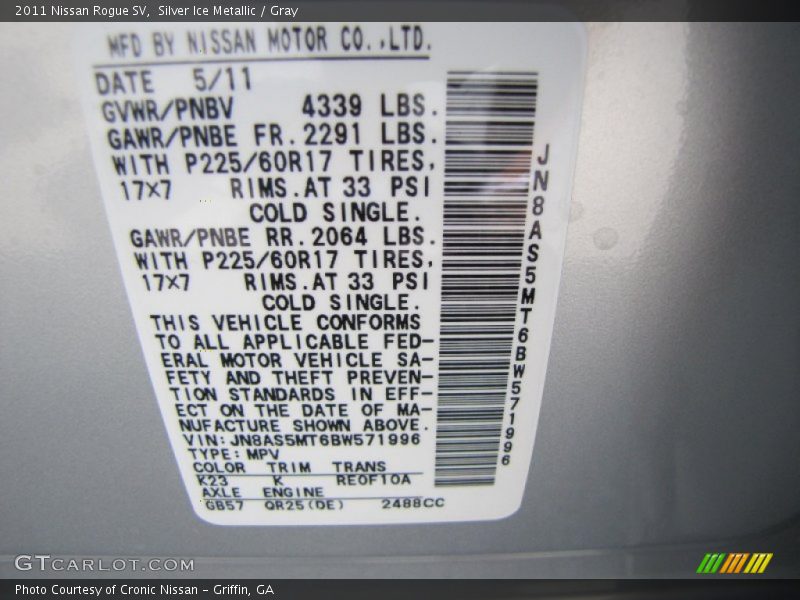 2011 Nissan Rogue SV,  Silver Ice Metallic / Gray
MFD BY NISSAN MOTOR CO.,LTD.
DATE 5/11
GVWR/PNBV 4339 LBS.
GAWR/PNBE FR. 2291 LBS.
WITH P225/60R17 TIRES,
17×7 RIMS.AT 33 PSI
COLD SINGLE.
GAWR/PNBE RR. 2064 LBS.
WITH P225/60R17 TIRES,
17×7 RIMS.AT 33 PSI
COLD SINGLE.
THIS VEHICLE CONFORMS
TO ALL APPLICABLE FED-
ERAL MOTOR VEHICLE SA-
FETY AND THEFT PREVEN-
TION STANDARDS IN EFF-
ECT ON THE DATE OF MA-
NUFACTURE SHOWN ABOVE.
VIN:JN8AS5MT6BW571996
TYPE:MPV
COLOR TRIM TRANS
K23 K RE0F10A
AXLE ENGINE
GB57 QR25(DE) 2488CC
JN8AS5MT6BW571996
GTCARLOT.COM
Photo Courtesy of Cronic Nissan - Griffin, GA